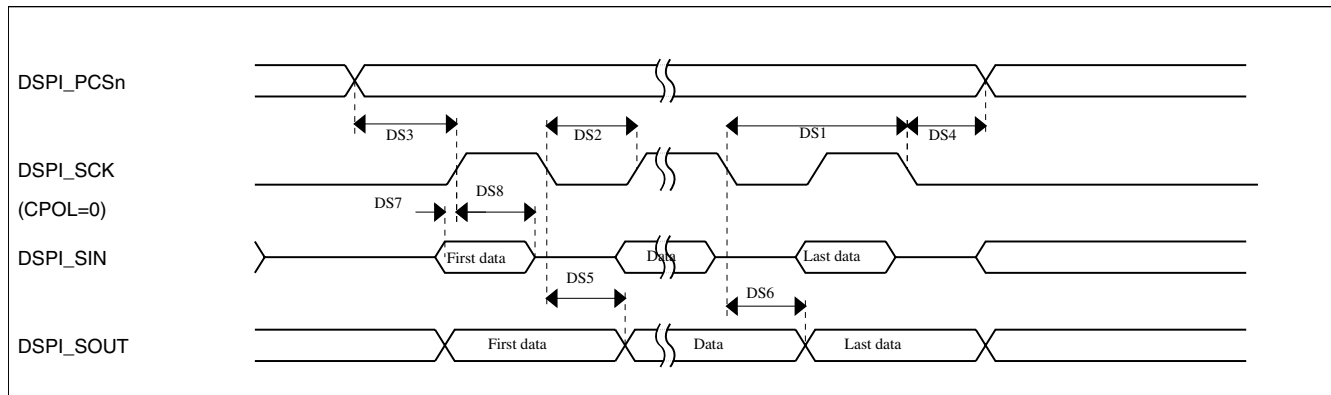 DSPI_PCSn
DS3
DS2
DS1
DS4
DSPI_SCK
DS7
DS8
(CPOL=0)
DSPI_SIN
First data
Data
Last data
DS5
DS6
DSPI_SOUT
First data
Data
Last data